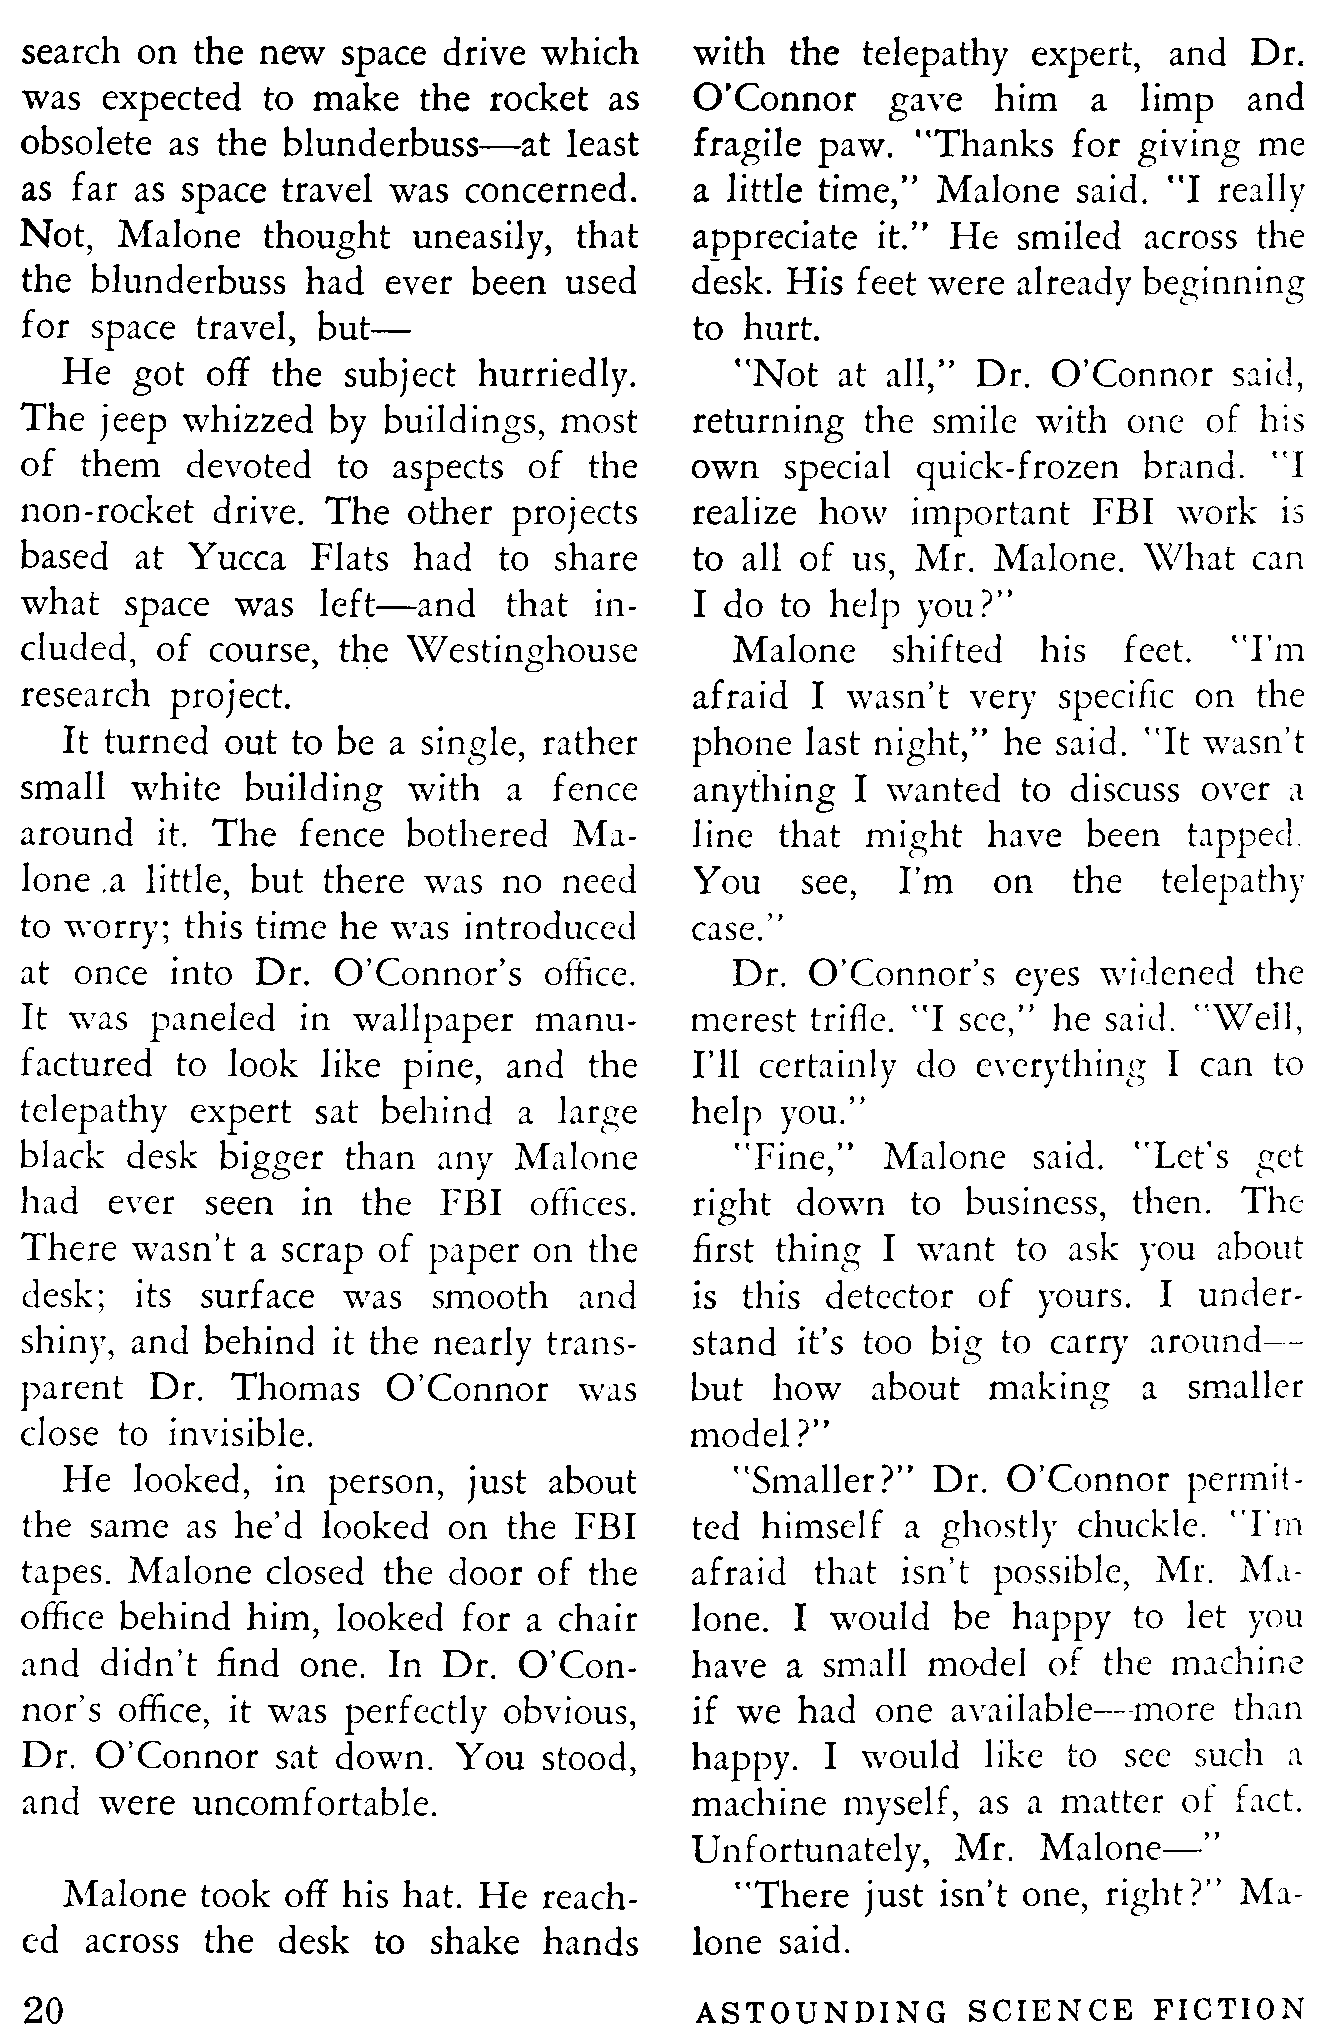 search on the new space drive which
was expected to make the rocket as
obsolete as the blunderbuss—at least
as far as space travel was concerned.
Not, Malone thought uneasily, that
the blunderbuss had ever been used
for space travel, but—
He got off the subject hurriedly.
The jeep whizzed by buildings, most
of them devoted to aspects of the
non-rocket drive. The other projects
based at Yucca Flats had to share
what space was left—and that in-
cluded, of course, the Westinghouse
research project.
It turned out to be a single, rather
small white building with a fence
around it. The fence bothered Ma-
lone .a little, but there was no need
to worry; this time he was introduced
at once into Dr. O'Connor's office.
It was paneled in wallpaper manu-
factured to look like pine, and the
telepathy expert sat behind a large
black desk bigger than any Malone
had ever seen in the FBI offices.
There wasn't a scrap of paper on the
desk; its surface was smooth and
shiny, and behind it the nearly trans-
parent Dr. Thomas O'Connor was
close to invisible.
He looked, in person, just about
the same as he'd looked on the FBI
tapes. Malone closed the door of the
office behind him, looked for a chair
and didn't find one. In Dr. O'Con-
nor's office, it was perfectly obvious,
Dr. O'Connor sat down. You stood,
and were uncomfortable.
Malone took off his hat. He reach-
ed across the desk to shake hands
with the telepathy expert, and Dr.
O'Connor gave him a limp and
fragile paw. "Thanks for giving me
a little time," Malone said. "I really
appreciate it." He smiled across the
desk. His feet were already beginning
to hurt.
"Not at all," Dr. O'Connor said,
returning the smile with one of his
own special quick-frozen brand. "I
realize how important FBI work is
to all of us, Mr. Malone. What can
I do to help you?"
Malone shifted his feet. "I'm
afraid I wasn't very specific on the
phone last night," he said. "It wasn't
anything I wanted to discuss over a
line that might have been tapped.
You see, I'm on the telepathy
case."
Dr. O'Connor's eyes widened the
merest trifle. "I see," he said. "Well,
I'll certainly do everything I can to
help you."
"Fine," Malone said. "Let's get
right down to business, then. The
first thing I want to ask you about
is this detector of yours. I under-
stand it's too big to carry around—
but how about making a smaller
model?"
"Smaller?" Dr. O'Connor permit-
ted himself a ghostly chuckle. "I'm
afraid that isn't possible, Mr. Ma-
lone. I would be happy to let you
have a small model of the machine
if we had one available—more than
happy. I would like to see such a
machine myself, as a matter of fact.
Unfortunately, Mr. Malone—"
"There just isn't one, right?" Ma-
lone said.
20
ASTOUNDING SCIENCE FICTION